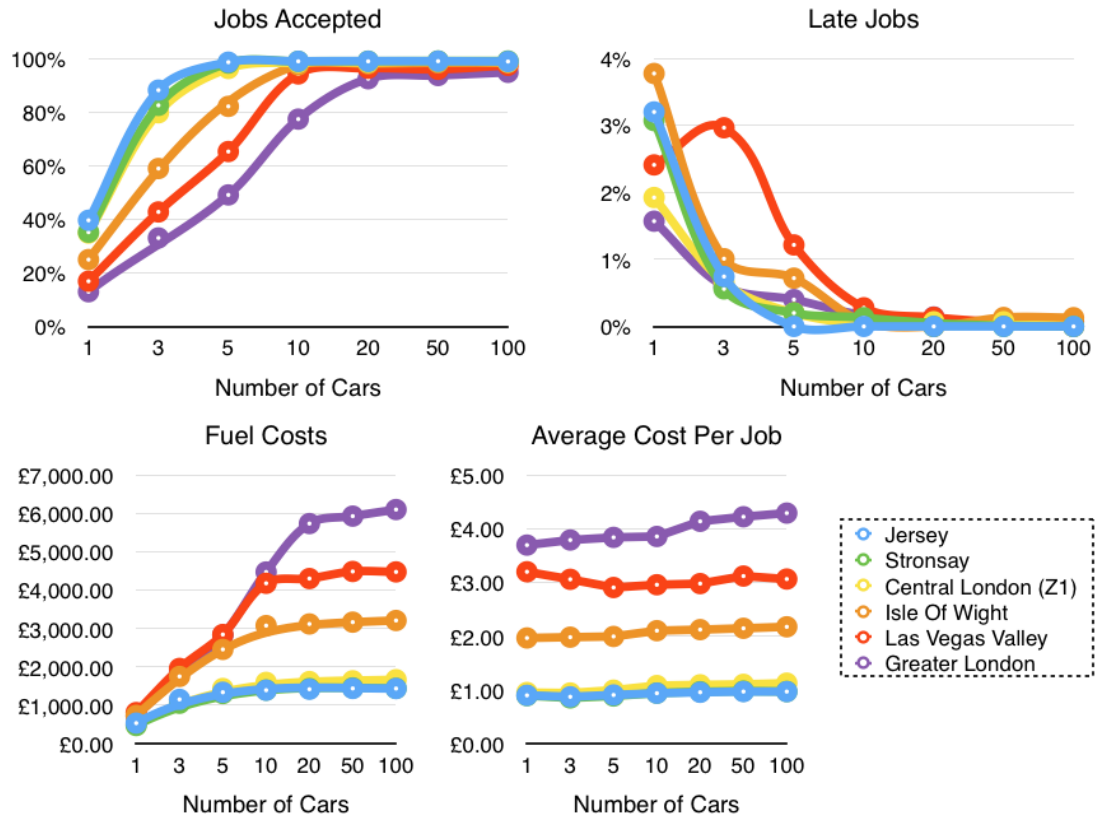 Jobs Accepted
100%
80%
60%
40%
20%
0%
1 3 5 10 20 50 100
Number of Cars
Late Jobs
4%
3%
2%
1%
0%
1 3 5 10 20 50 100
Number of Cars
Fuel Costs
£7,000.00
£6,000.00
£5,000.00
£4,000.00
£3,000.00
£2,000.00
£1,000.00
£0.00
1 3 5 10 20 50 100
Number of Cars
Average Cost Per Job
£5.00
£4.00
£3.00
£2.00
£1.00
£0.00
1 3 5 10 20 50 100
Number of Cars
Jersey
Stronsay
Central London (Z1)
Isle Of Wight
Las Vegas Valley
Greater London